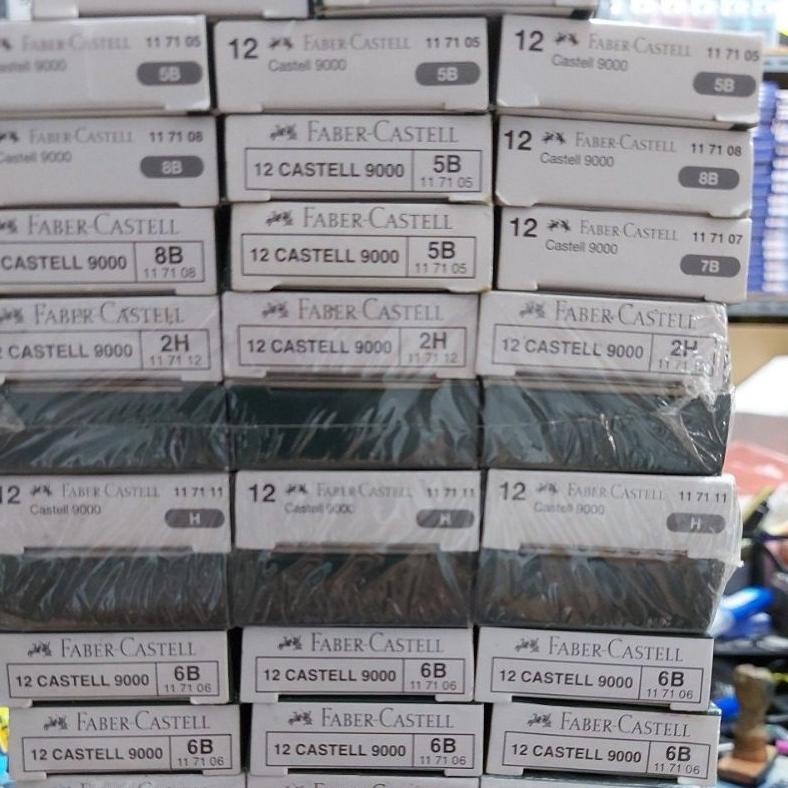 FABER-CASTELL 11 71 05
Castell 9000
5B
12 FABER-CASTELL 11 71 05
Castell 9000
5B
12 FABER-CASTELL 11 71 05
Castell 9000
5B
FABER-CASTELL 11 71 08
Castell 9000
8B
FABER-CASTELL
12 CASTELL 9000 5B
11 71 05
12 FABER-CASTELL 11 71 08
Castell 9000
8B
FABER-CASTELL
CASTELL 9000 8B
11 71 08
FABER-CASTELL
12 CASTELL 9000 5B
11 71 05
12 FABER-CASTELL 11 71 07
Castell 9000
7B
FABER-CASTELL
CASTELL 9000 2H
11 71 12
FABER-CASTELL
12 CASTELL 9000 2H
11 71 12
FABER-CASTELL
12 CASTELL 9000 2H
11 71
12 FABER-CASTELL 11 71 11
Castell 9000
H
12 FABER-CASTELL 11 71 11
Castell 9000
H
12 FABER-CASTELL 11 71 11
Castell 9000
H
FABER-CASTELL
12 CASTELL 9000 6B
11 71 06
FABER-CASTELL
12 CASTELL 9000 6B
11 71 06
FABER-CASTELL
12 CASTELL 9000 6B
11 71 06
FABER-CASTELL
12 CASTELL 9000 6B
11 71 06
FABER-CASTELL
12 CASTELL 9000 6B
11 71 06
FABER-CASTELL
12 CASTELL 9000 6B
11 71 06